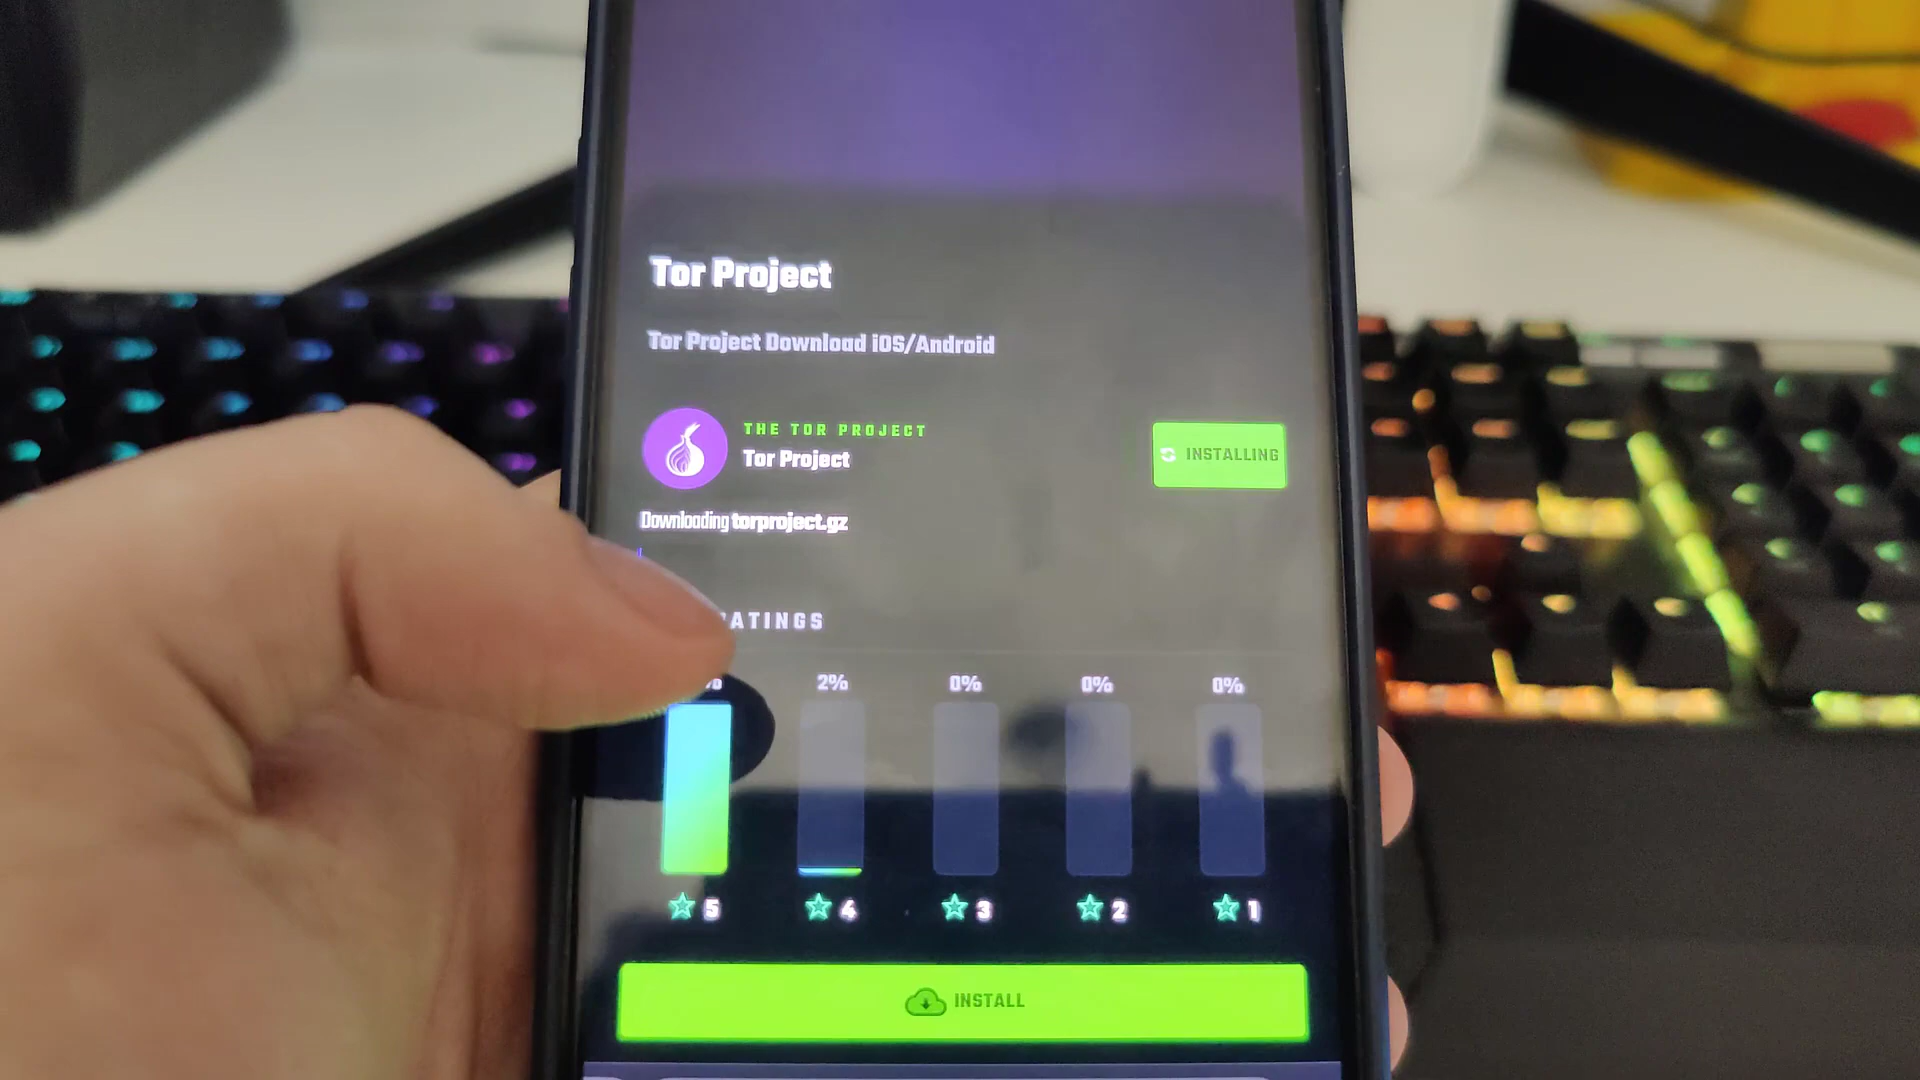 Tor Project
Tor Project Download iOS/Android
THE TOR PROJECT
Tor Project
INSTALLING
Downloading torproject.gz
ATINGS
2% 0% 0% 0%
5 4 3 2 1
INSTALL